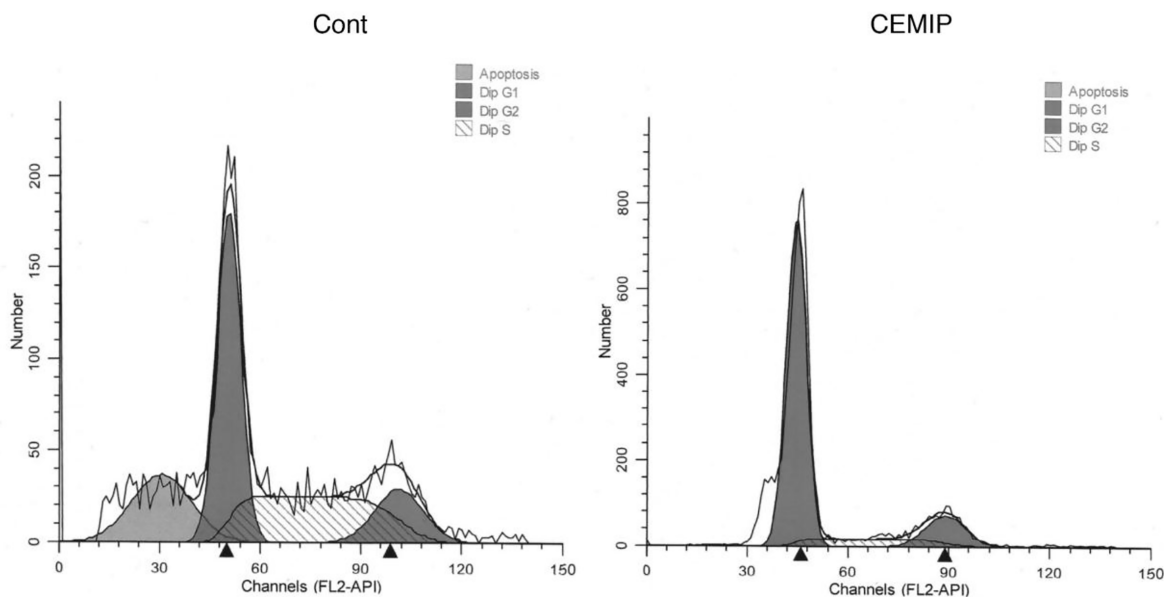 Cont
Apoptosis
Dip G1
Dip G2
Dip S
Number
200
150
100
50
0
0
30
60
90
120
150
Channels (FL2-API)
CEMIP
Apoptosis
Dip G1
Dip G2
Dip S
Number
800
600
400
200
0
0
30
60
90
120
150
Channels (FL2-API)